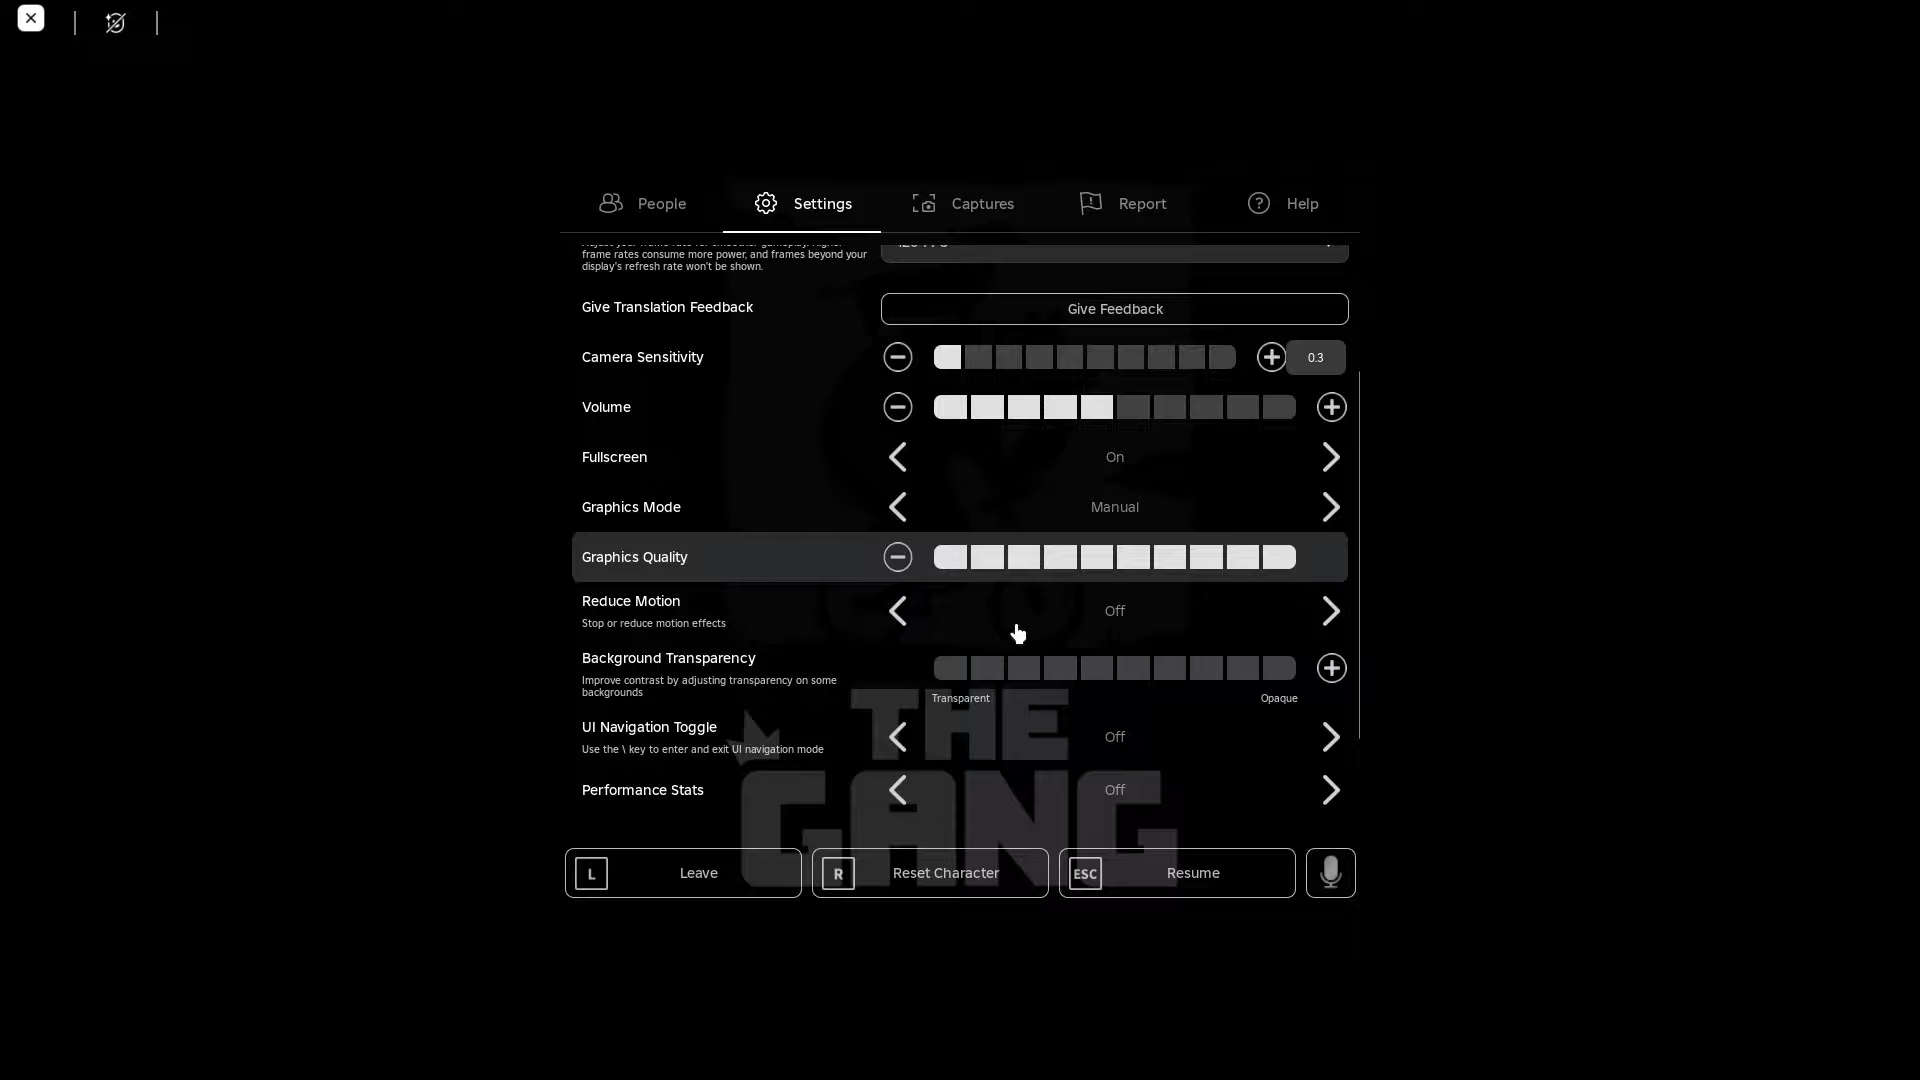 People
Settings
Captures
Report
Help
frame rates consume more power, and frames beyond your
display's refresh rate won't be shown.
Give Translation Feedback
Give Feedback
Camera Sensitivity
0.3
Volume
Fullscreen
On
Graphics Mode
Manual
Graphics Quality
Reduce Motion
Off
Stop or reduce motion effects
Background Transparency
Improve contrast by adjusting transparency on some
backgrounds
Transparent
Opaque
THE
UI Navigation Toggle
Off
Use the \ key to enter and exit UI navigation mode
GANG
Performance Stats
Off
L
Leave
R
Reset Character
ESC
Resume